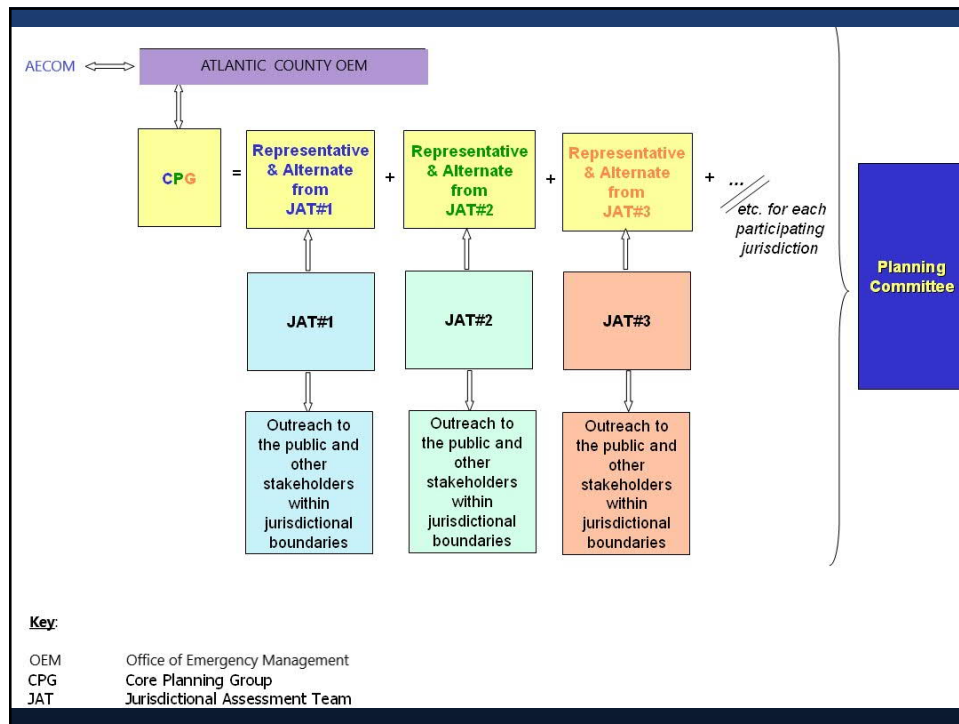 AECOM
ATLANTIC COUNTY OEM
CPG
=
Representative
& Alternate
from
JAT#1
+
Representative
& Alternate
from
JAT#2
+
Representative
& Alternate
from
JAT#3
+
...
etc. for each
participating
jurisdiction
Planning
Committee
JAT#1
JAT#2
JAT#3
Outreach to
the public and
other
stakeholders
within
jurisdictional
boundaries
Outreach to
the public and
other
stakeholders
within
jurisdictional
boundaries
Outreach to
the public and
other
stakeholders
within
jurisdictional
boundaries
Key:
OEM Office of Emergency Management
CPG Core Planning Group
JAT Jurisdictional Assessment Team